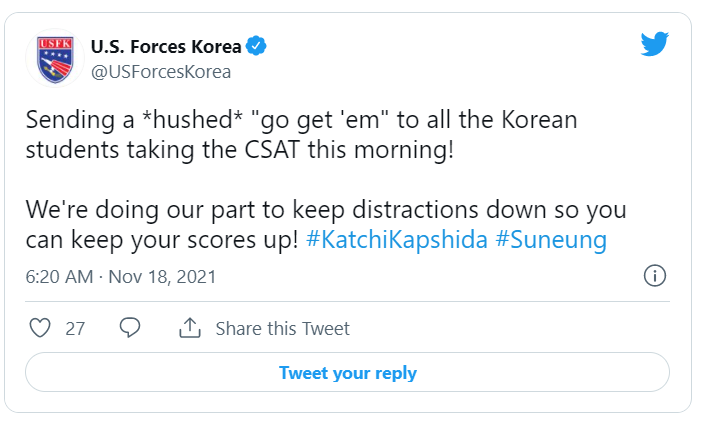 USFK
U.S. Forces Korea
@USForcesKorea
Sending a *hushed* "go get 'em" to all the Korean
students taking the CSAT this morning!
We're doing our part to keep distractions down so you
can keep your scores up! #KatchiKapshida #Suneung
6:20 AM · Nov 18, 2021
27 Share this Tweet
Tweet your reply